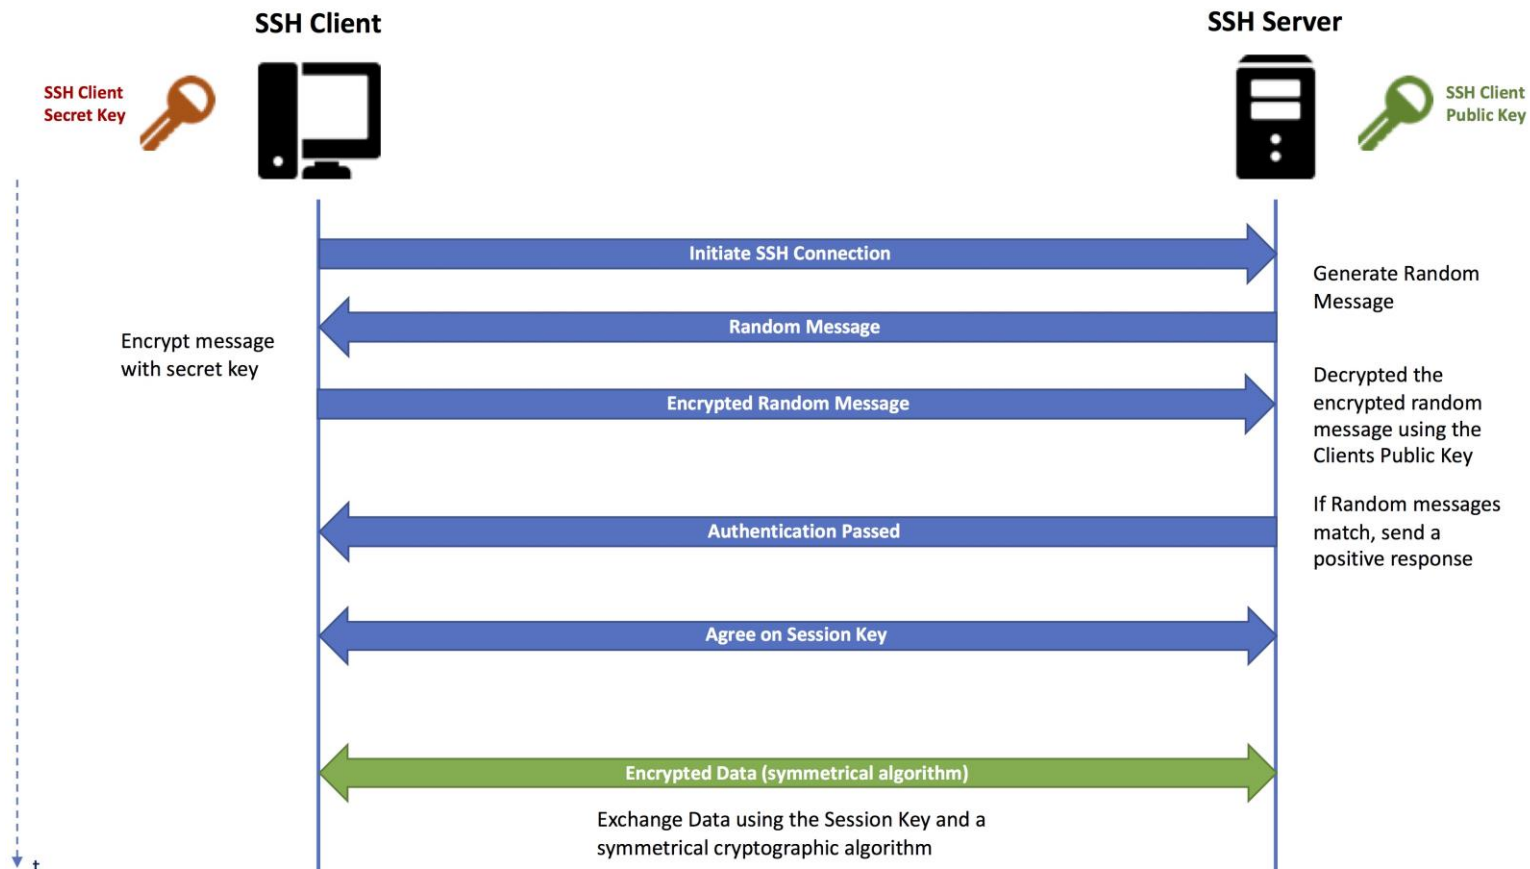 SSH Client
SSH Server
SSH Client
Secret Key
SSH Client
Public Key
Initiate SSH Connection
Generate Random
Message
Random Message
Encrypt message
with secret key
Encrypted Random Message
Decrypted the
encrypted random
message using the
Clients Public Key
Authentication Passed
If Random messages
match, send a
positive response
Agree on Session Key
Encrypted Data (symmetrical algorithm)
Exchange Data using the Session Key and a
symmetrical cryptographic algorithm
t